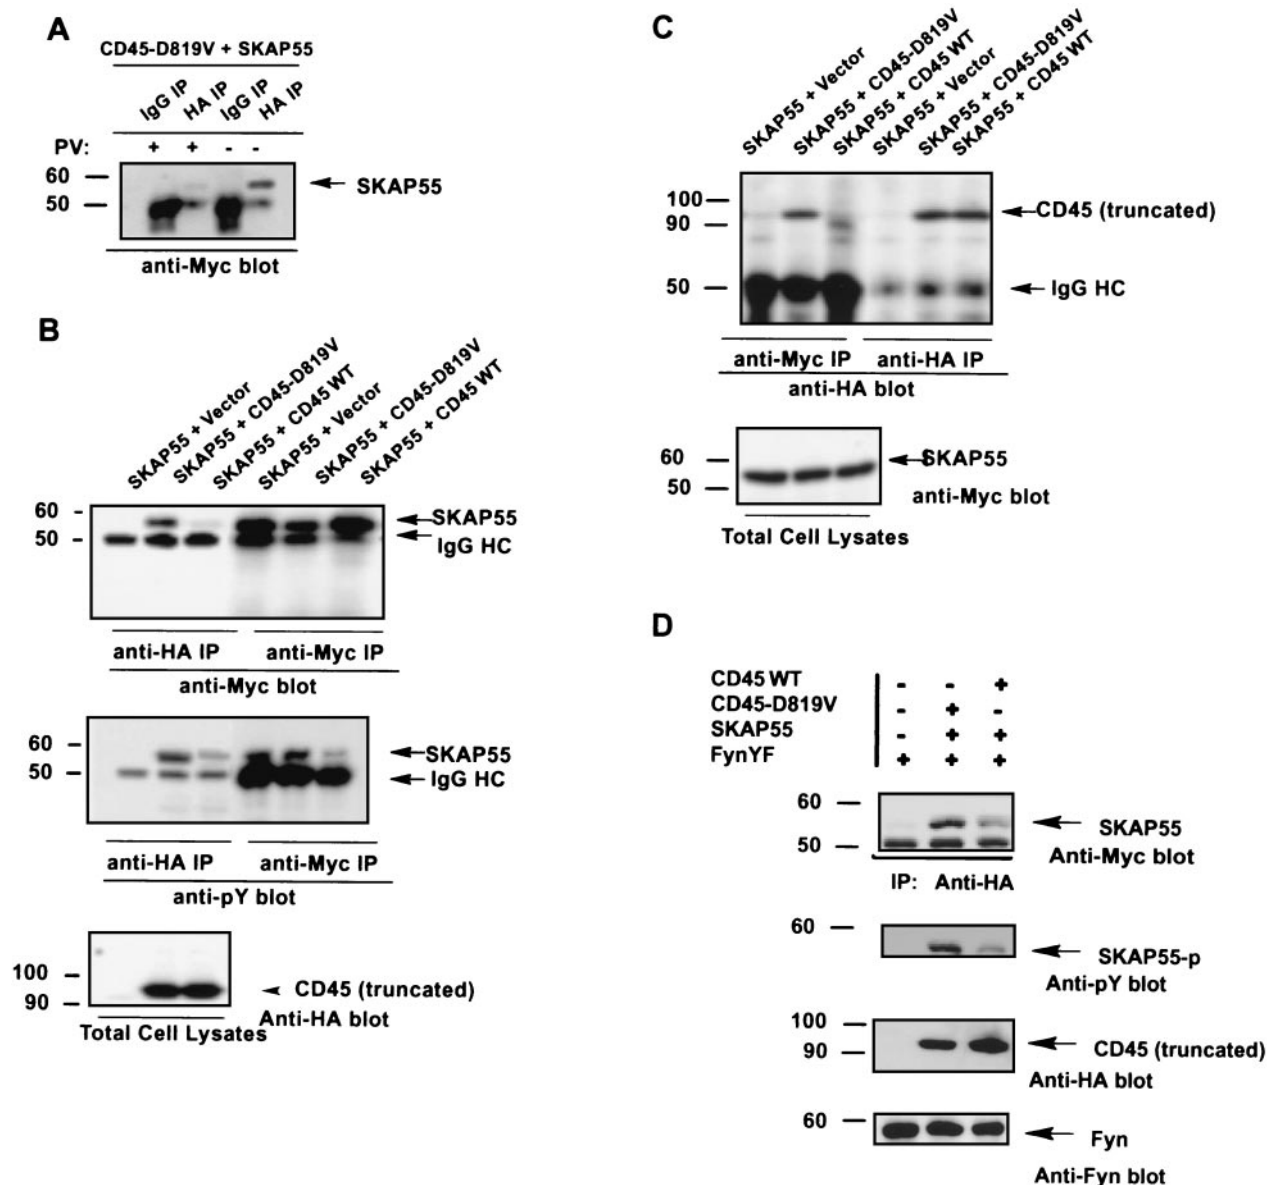 A
CD45-D819V + SKAP55
IgG IP
HA IP
IgG IP
HA IP
PV: + + - -
60
50
SKAP55
anti-Myc blot
B
SKAP55 + Vector
SKAP55 + CD45-D819V
SKAP55 + CD45 WT
SKAP55 + Vector
SKAP55 + CD45-D819V
SKAP55 + CD45 WT
60
50
SKAP55
IgG HC
anti-HA IP anti-Myc IP
anti-Myc blot
60
50
SKAP55
IgG HC
anti-HA IP anti-Myc IP
anti-pY blot
100
90
CD45 (truncated)
Anti-HA blot
Total Cell Lysates
C
SKAP55 + Vector
SKAP55 + CD45-D819V
SKAP55 + CD45 WT
SKAP55 + Vector
SKAP55 + CD45-D819V
SKAP55 + CD45 WT
100
90
50
CD45 (truncated)
IgG HC
anti-Myc IP anti-HA IP
anti-HA blot
60
50
SKAP55
anti-Myc blot
Total Cell Lysates
D
CD45 WT - - +
CD45-D819V - + -
SKAP55 - + +
FynYF + + +
60
50
SKAP55
Anti-Myc blot
IP: Anti-HA
60
SKAP55-p
Anti-pY blot
100
90
CD45 (truncated)
Anti-HA blot
60
Fyn
Anti-Fyn blot